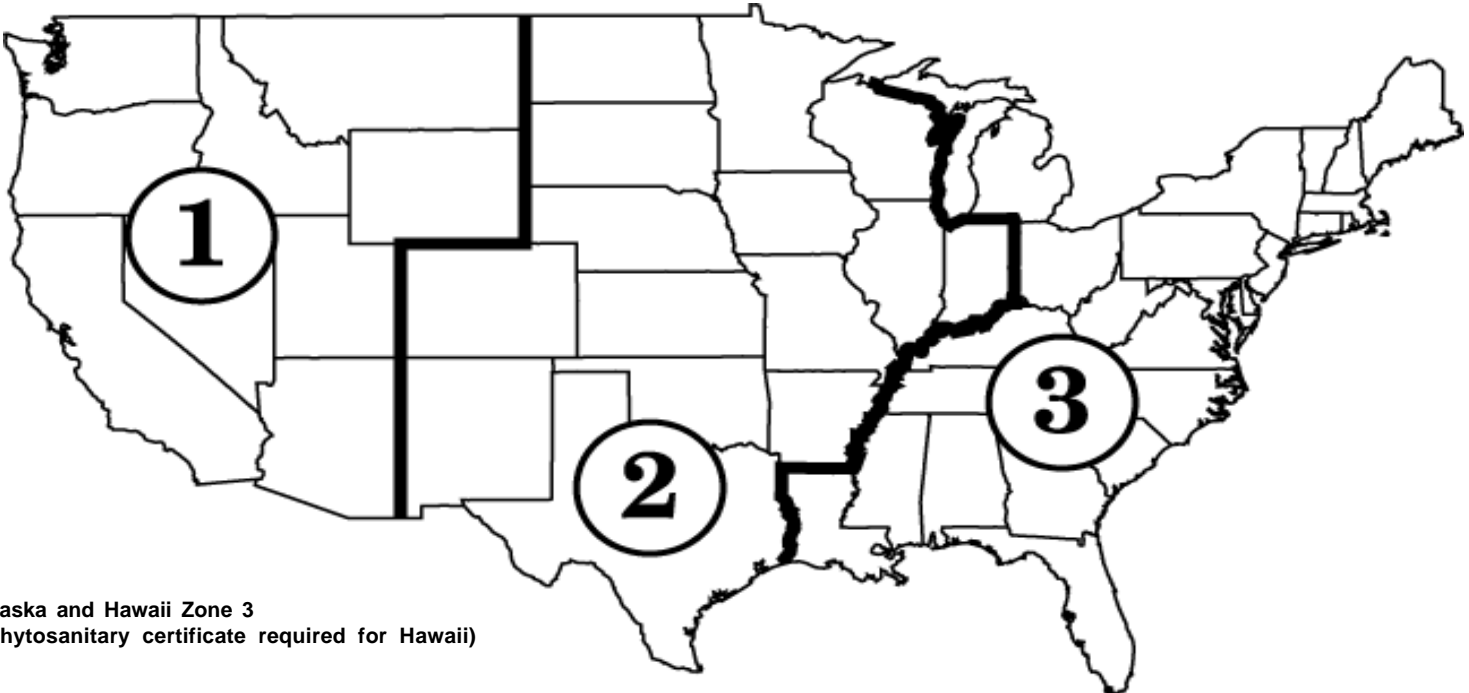 1
2
3
aska and Hawaii Zone 3
hytosanitary certificate required for Hawaii)